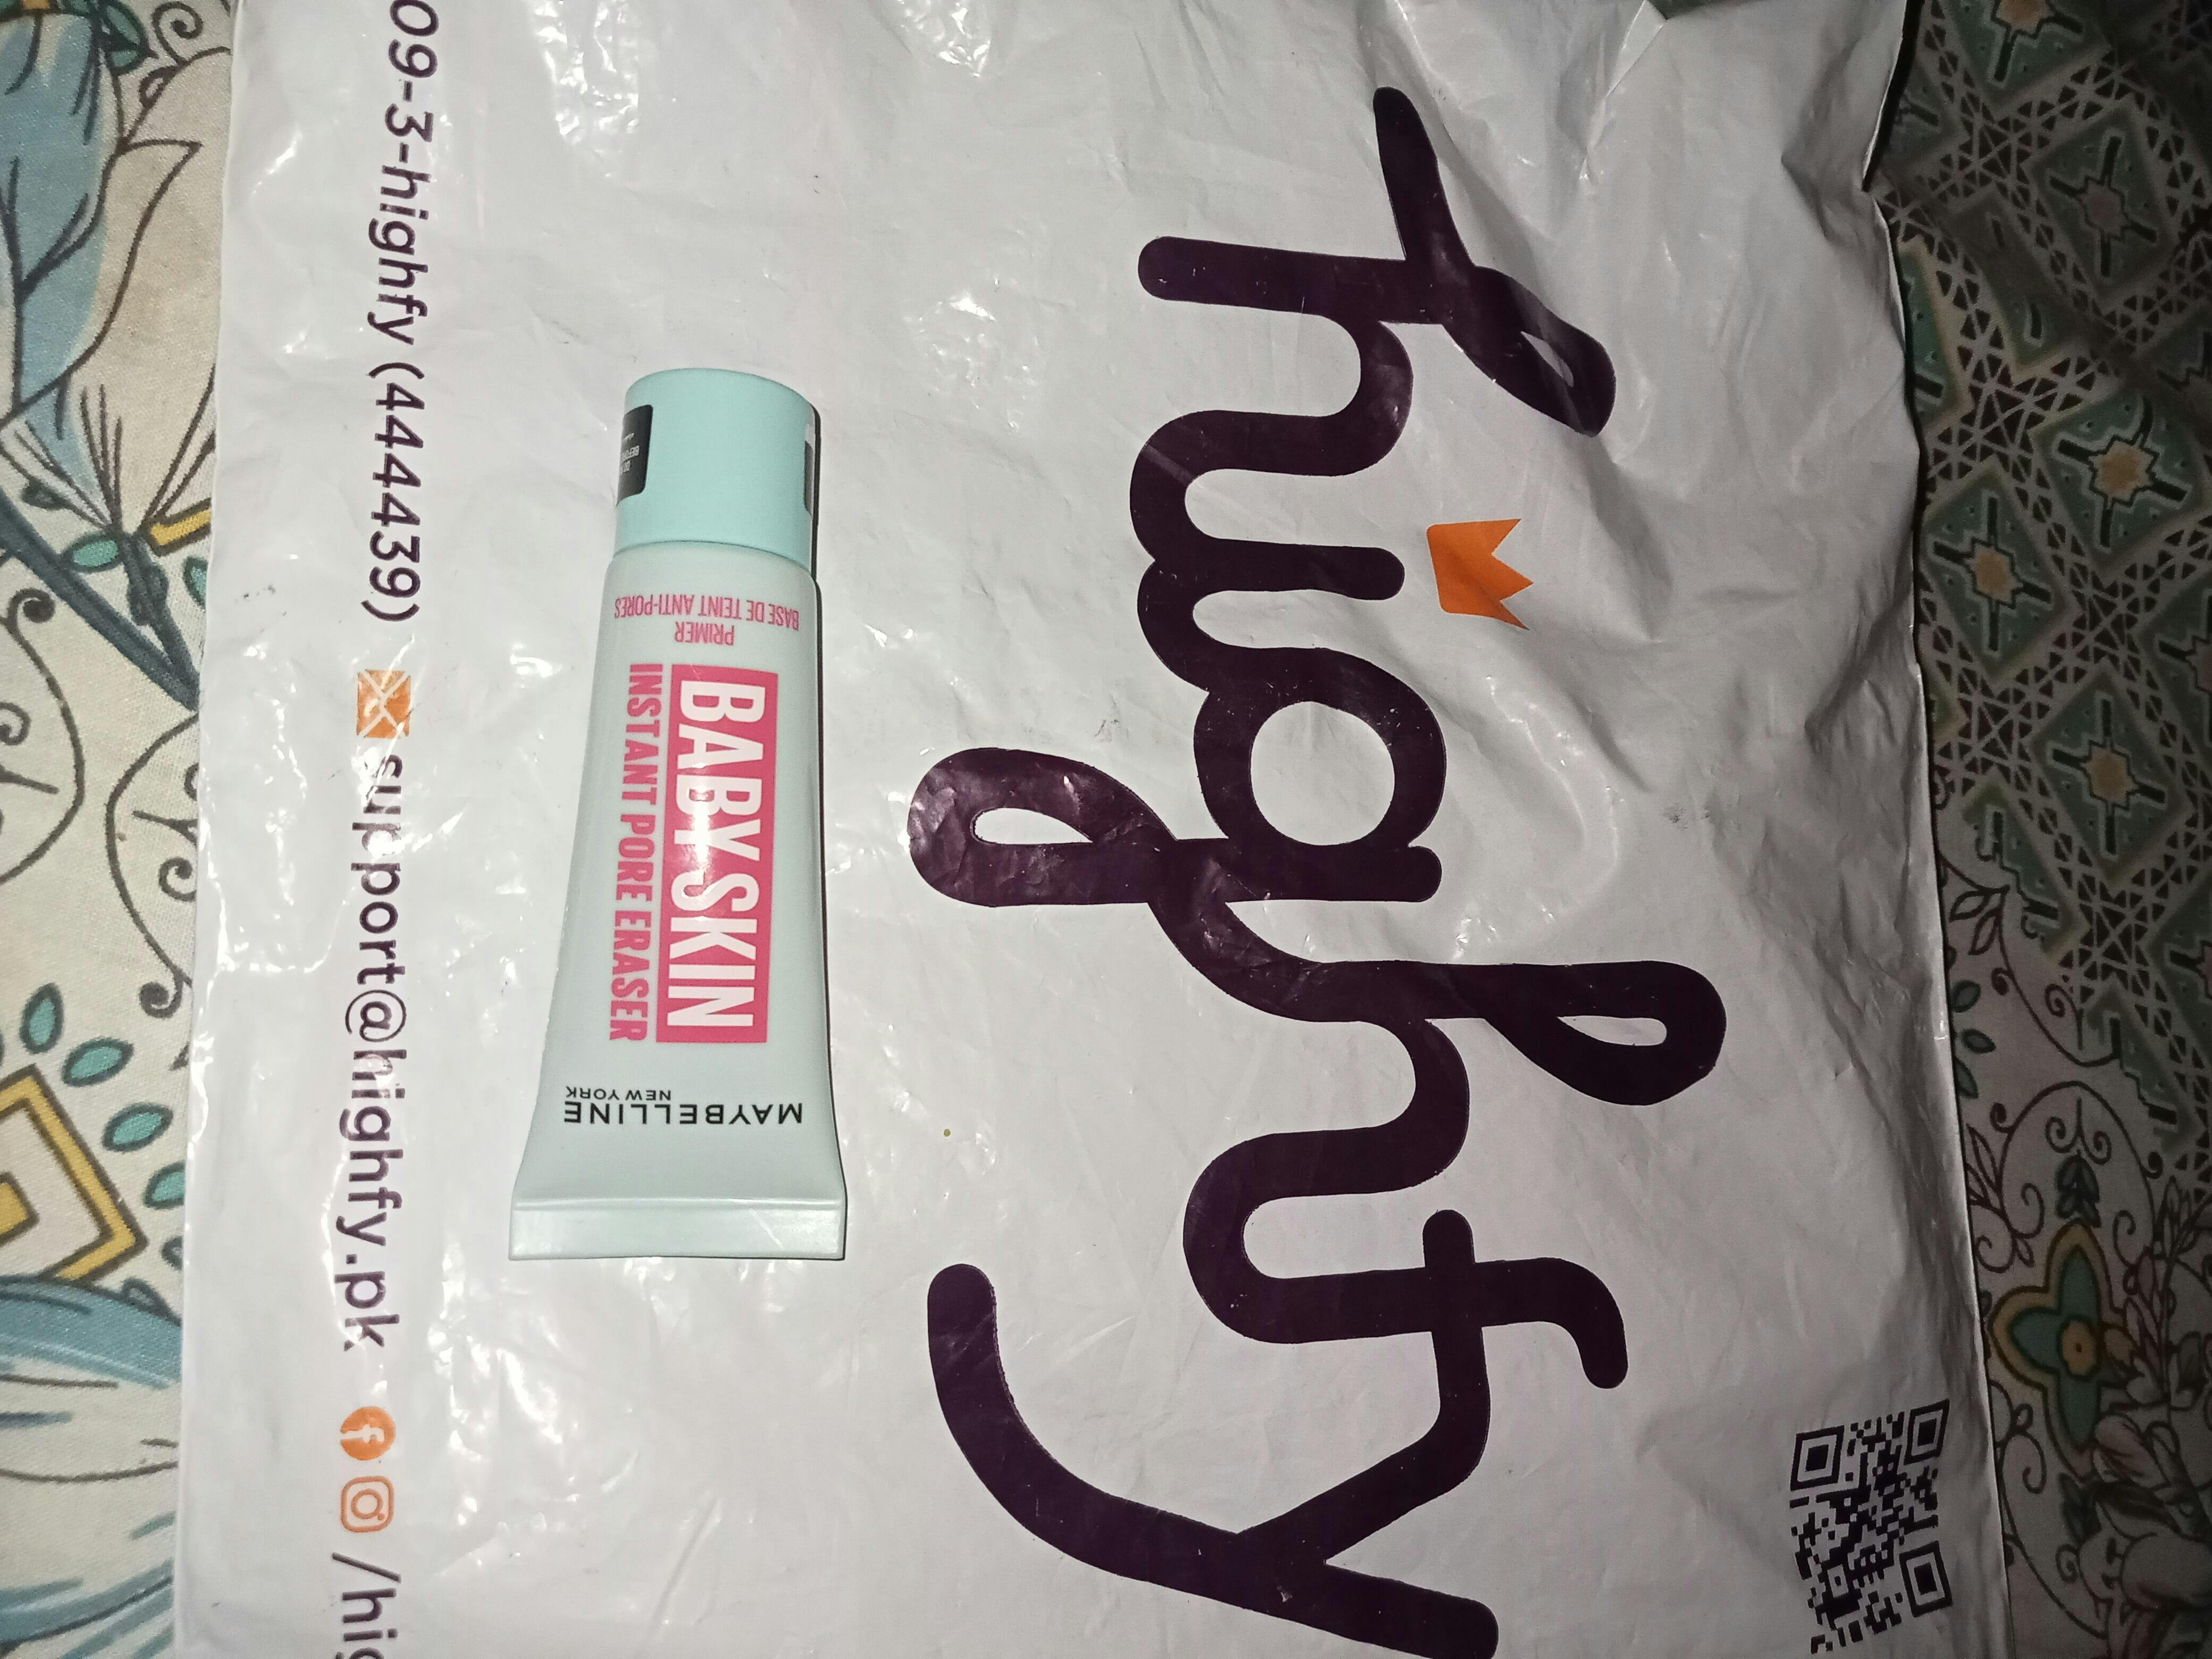 highfy
BABY SKIN
INSTANT PORE ERASER
PRIMER
BASE DE TEINT ANTI-PORES
MAYBELLINE
NEW YORK
09-3-highfy (444439) support@highfy.pk /hig